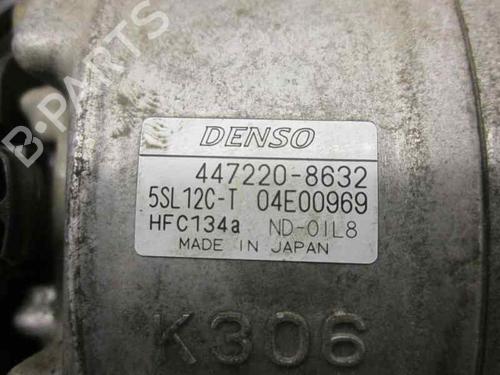 B-PARTS
DENSO
447220-8632
5SL12C-T 04E00969
HFC134a ND-OIL8
MADE IN JAPAN
K306